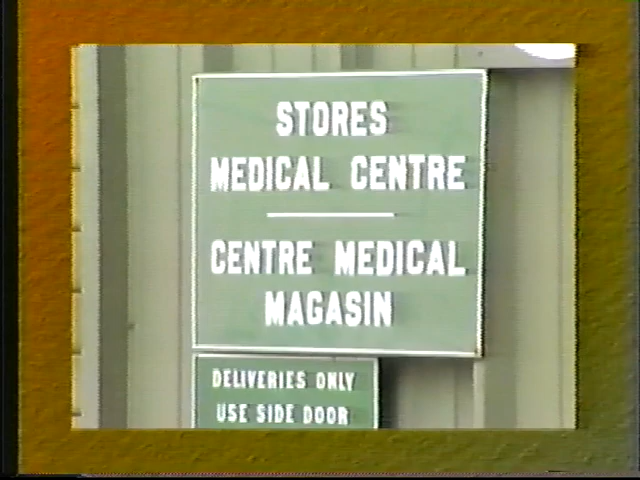 STORES
MEDICAL CENTRE
CENTRE MEDICAL
MAGASIN
DELIVERIES ONLY
USE SIDE DOOR